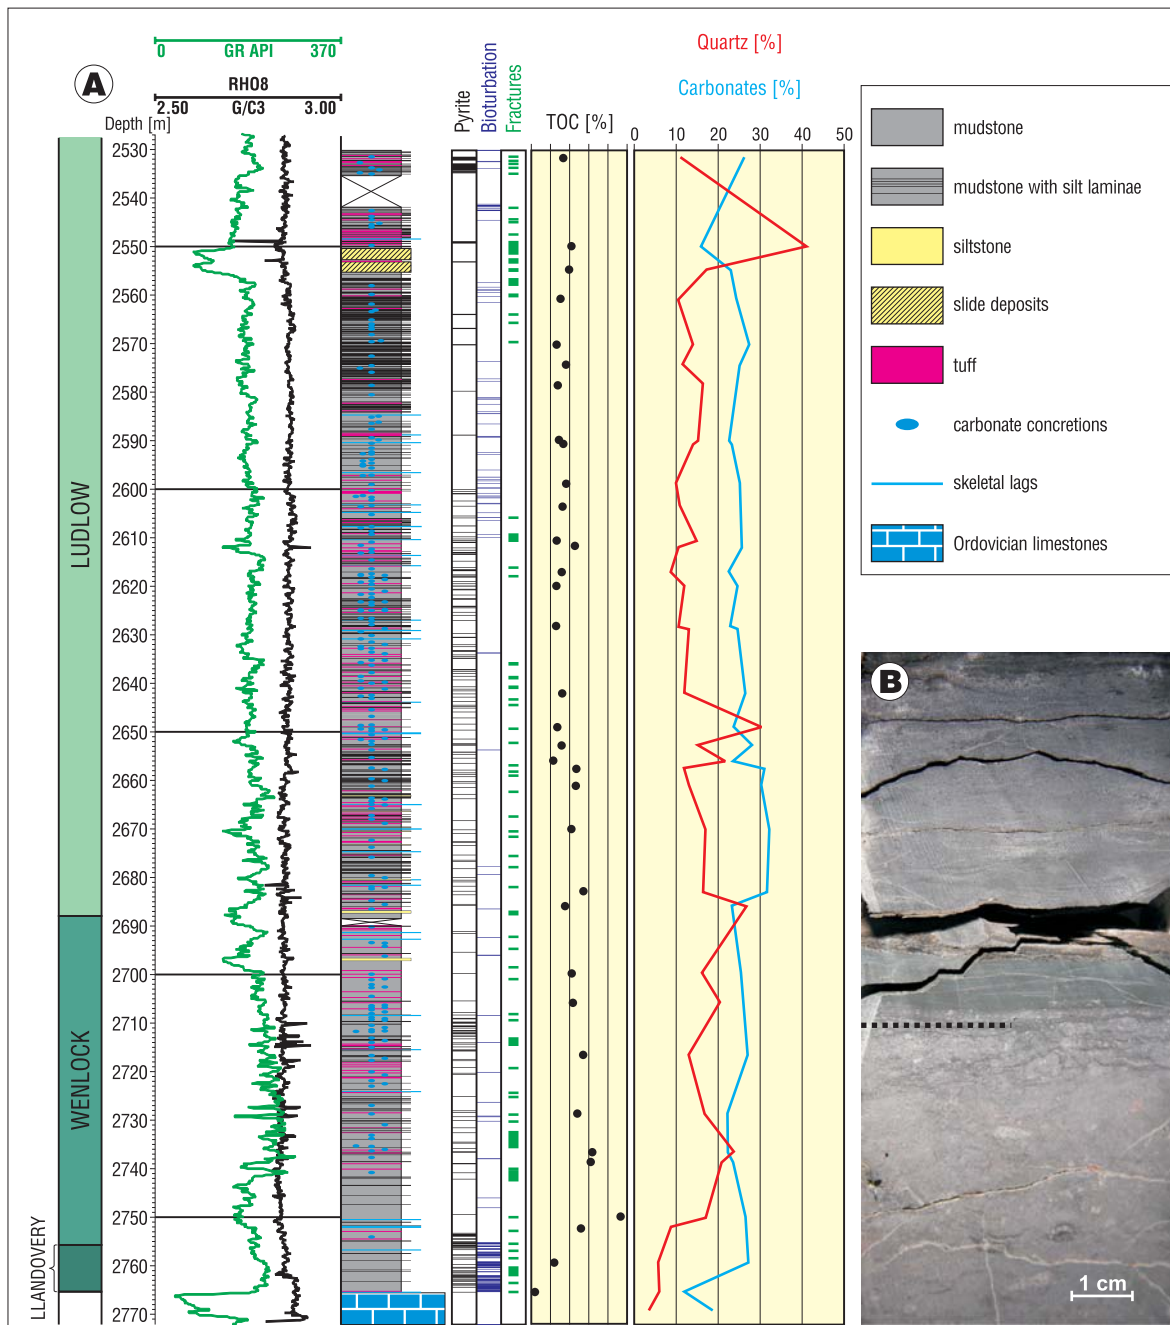 A
0 GR API 370
RHO8
2.50 G/C3 3.00
Depth [m]
Pyrite
Bioturbation
Fractures
TOC [%]
Quartz [%]
Carbonates [%]
0 10 20 30 40 50
2530
2540
2550
2560
2570
2580
2590
2600
2610
2620
2630
2640
2650
2660
2670
2680
2690
2700
2710
2720
2730
2740
2750
2760
2770
LUDLOW
WENLOCK
LLANDOVERY
mudstone
mudstone with silt laminae
siltstone
slide deposits
tuff
carbonate concretions
skeletal lags
Ordovician limestones
B
1 cm